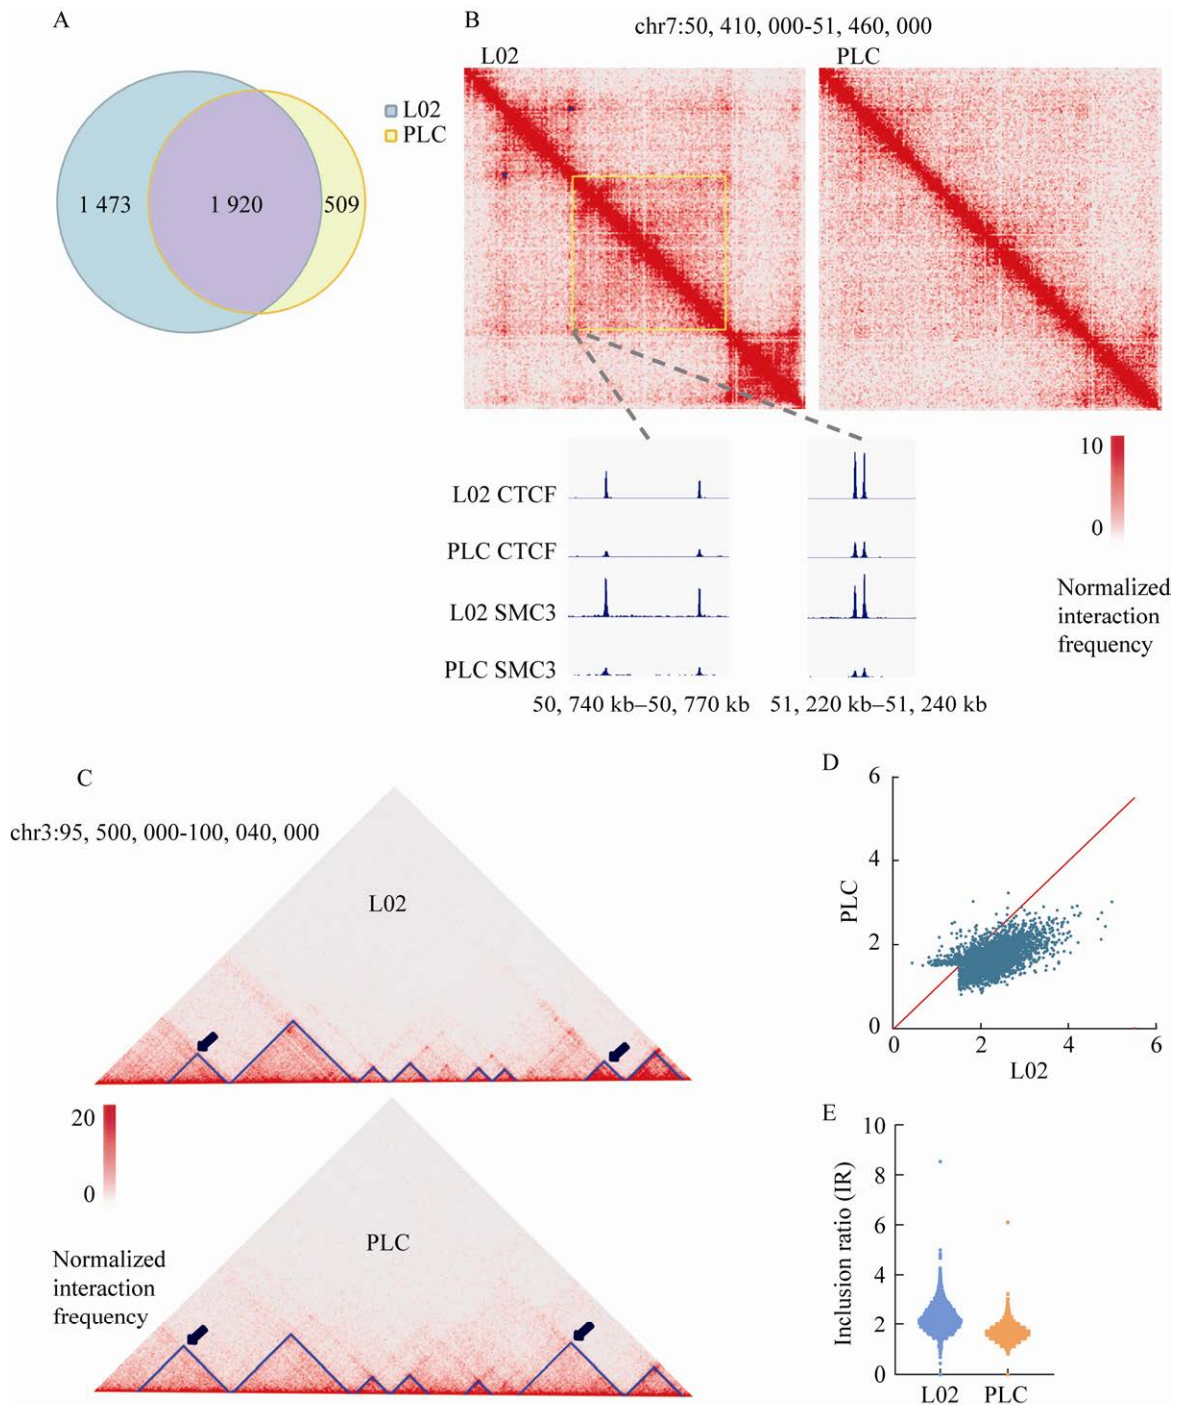 A
L02
PLC
1 473
1 920
509
B
chr7:50, 410, 000-51, 460, 000
L02
PLC
L02 CTCF
PLC CTCF
L02 SMC3
PLC SMC3
50, 740 kb–50, 770 kb
51, 220 kb–51, 240 kb
10
0
Normalized
interaction
frequency
C
chr3:95, 500, 000-100, 040, 000
L02
20
0
Normalized
interaction
frequency
PLC
D
6
4
2
0
PLC
0
2
4
6
L02
E
10
8
6
4
2
0
Inclusion ratio (IR)
L02
PLC